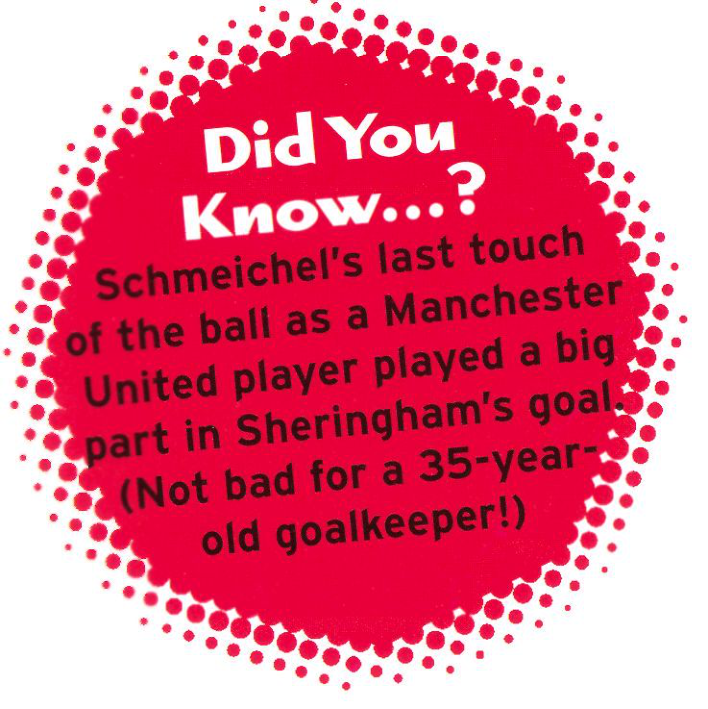 Did You
Know...?
Schmeichel's last touch
of the ball as a Manchester
United player played a big
part in Sheringham's goal.
(Not bad for a 35-year-
old goalkeeper!)